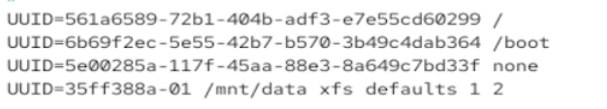 UUID=561a6589-72b1-404b-adf3-e7e55cd60299 /
UUID=6b69f2ec-5e55-42b7-b570-3b49c4dab364 /boot
UUID=5e00285a-117f-45aa-88e3-8a649c7bd33f none
UUID=35ff388a-01 /mnt/data xfs defaults 1 2